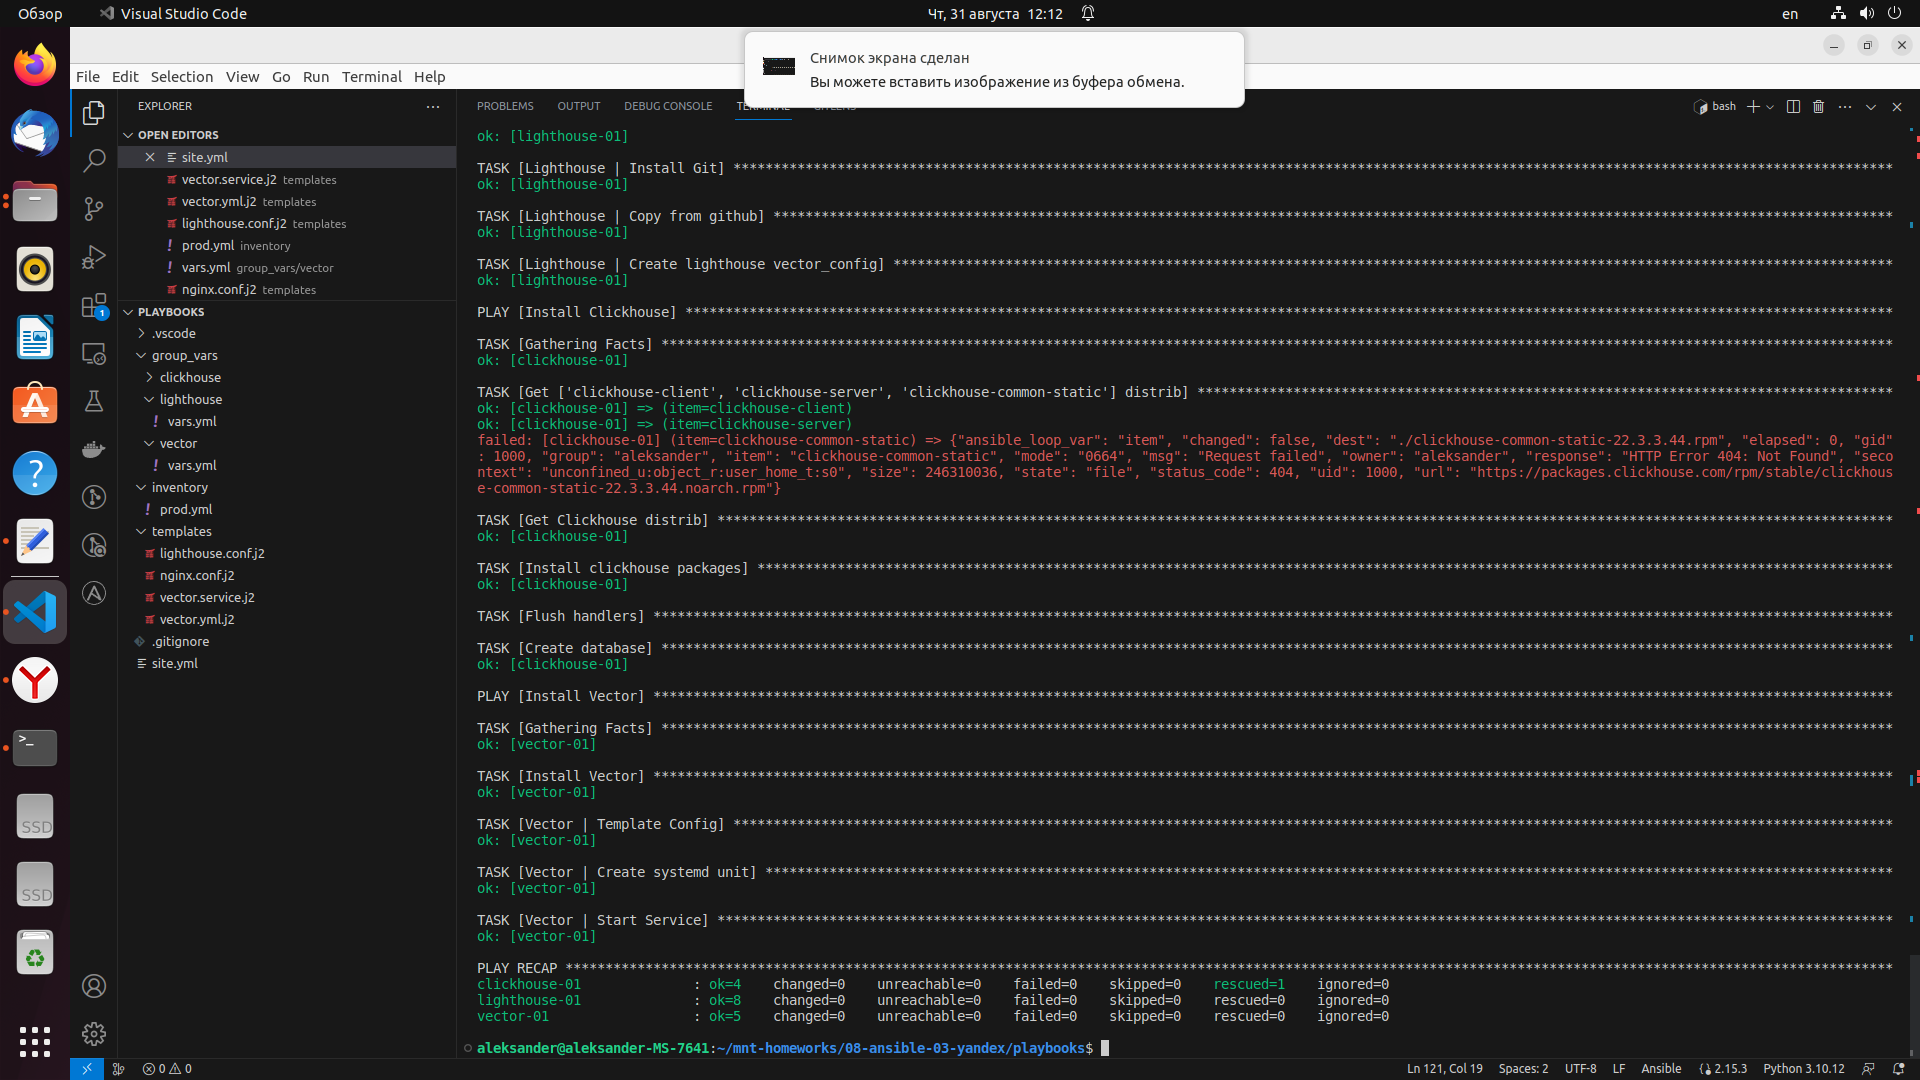 Обзор
Visual Studio Code
Чт, 31 августа 12:12
en
Снимок экрана сделан
Вы можете вставить изображение из буфера обмена.
File Edit Selection View Go Run Terminal Help
EXPLORER
OPEN EDITORS
site.yml
vector.service.j2 templates
vector.yml.j2 templates
lighthouse.conf.j2 templates
! prod.yml inventory
! vars.yml group_vars/vector
nginx.conf.j2 templates
PLAYBOOKS
.vscode
group_vars
clickhouse
lighthouse
! vars.yml
vector
! vars.yml
inventory
! prod.yml
templates
lighthouse.conf.j2
nginx.conf.j2
vector.service.j2
vector.yml.j2
.gitignore
site.yml
1
SSD
SSD
PROBLEMS OUTPUT DEBUG CONSOLE TERMINAL GITLENS
bash
ok: [lighthouse-01]
TASK [Lighthouse | Install Git] ****
ok: [lighthouse-01]
TASK [Lighthouse | Copy from github] ****
ok: [lighthouse-01]
TASK [Lighthouse | Create lighthouse vector_config] ****
ok: [lighthouse-01]
PLAY [Install Clickhouse] ****
TASK [Gathering Facts] ****
ok: [clickhouse-01]
TASK [Get ['clickhouse-client', 'clickhouse-server', 'clickhouse-common-static'] distrib] ****
ok: [clickhouse-01] => (item=clickhouse-client)
ok: [clickhouse-01] => (item=clickhouse-server)
failed: [clickhouse-01] (item=clickhouse-common-static) => {"ansible_loop_var": "item", "changed": false, "dest": "./clickhouse-common-static-22.3.3.44.rpm", "elapsed": 0, "gid"
: 1000, "group": "aleksander", "item": "clickhouse-common-static", "mode": "0664", "msg": "Request failed", "owner": "aleksander", "response": "HTTP Error 404: Not Found", "seco
ntext": "unconfined_u:object_r:user_home_t:s0", "size": 246310036, "state": "file", "status_code": 404, "uid": 1000, "url": "https://packages.clickhouse.com/rpm/stable/clickhous
e-common-static-22.3.3.44.noarch.rpm"}
TASK [Get Clickhouse distrib] ****
ok: [clickhouse-01]
TASK [Install clickhouse packages] ****
ok: [clickhouse-01]
TASK [Flush handlers] ****
TASK [Create database] ****
ok: [clickhouse-01]
PLAY [Install Vector] ****
TASK [Gathering Facts] ****
ok: [vector-01]
TASK [Install Vector] ****
ok: [vector-01]
TASK [Vector | Template Config] ****
ok: [vector-01]
TASK [Vector | Create systemd unit] ****
ok: [vector-01]
TASK [Vector | Start Service] ****
ok: [vector-01]
PLAY RECAP ****
clickhouse-01 : ok=4 changed=0 unreachable=0 failed=0 skipped=0 rescued=1 ignored=0
lighthouse-01 : ok=8 changed=0 unreachable=0 failed=0 skipped=0 rescued=0 ignored=0
vector-01 : ok=5 changed=0 unreachable=0 failed=0 skipped=0 rescued=0 ignored=0
aleksander@aleksander-MS-7641:~/mnt-homeworks/08-ansible-03-yandex/playbooks$
0 0
Ln 121, Col 19 Spaces: 2 UTF-8 LF Ansible 2.15.3 Python 3.10.12